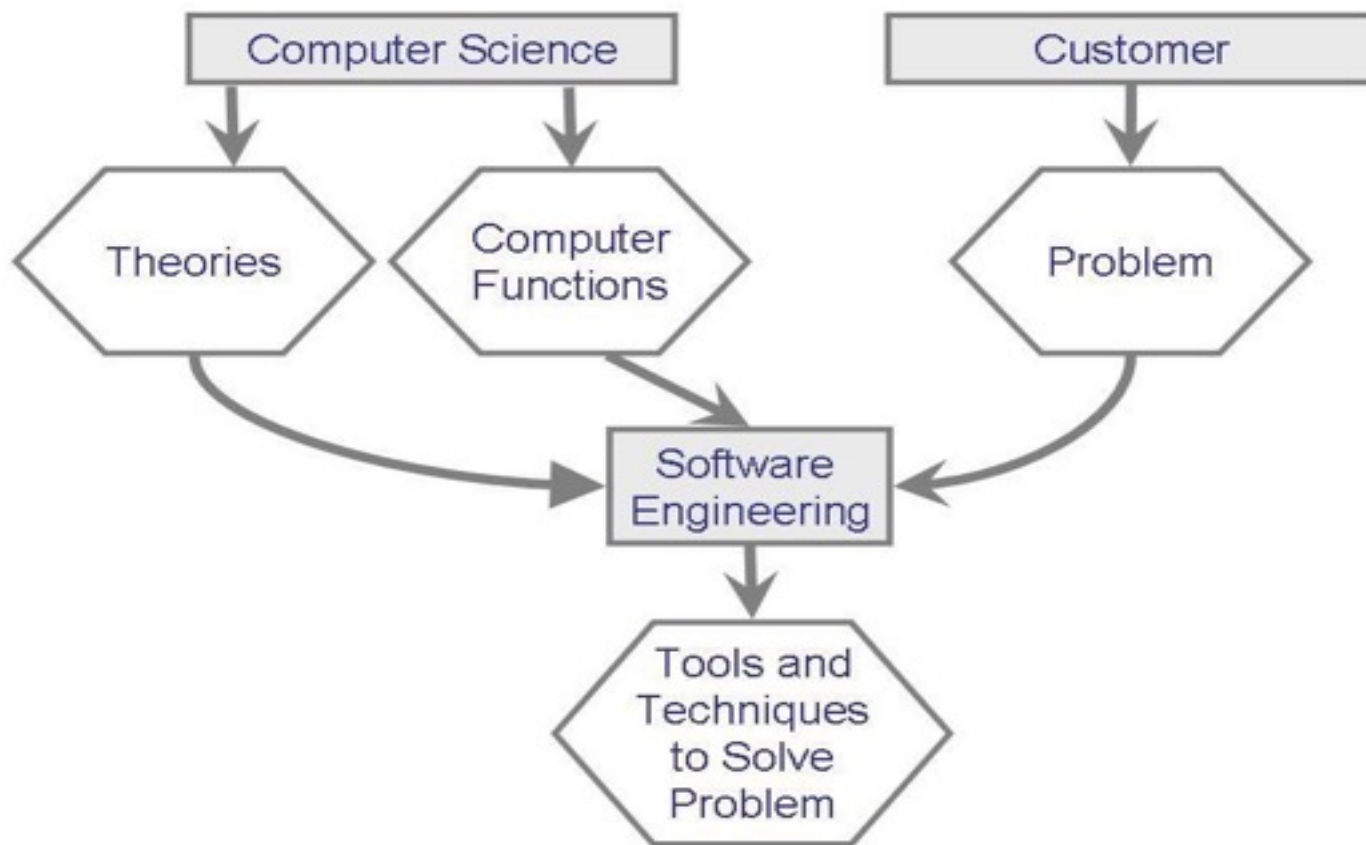 Computer Science
Customer
Theories
Computer
Functions
Problem
Software
Engineering
Tools and
Techniques
to Solve
Problem